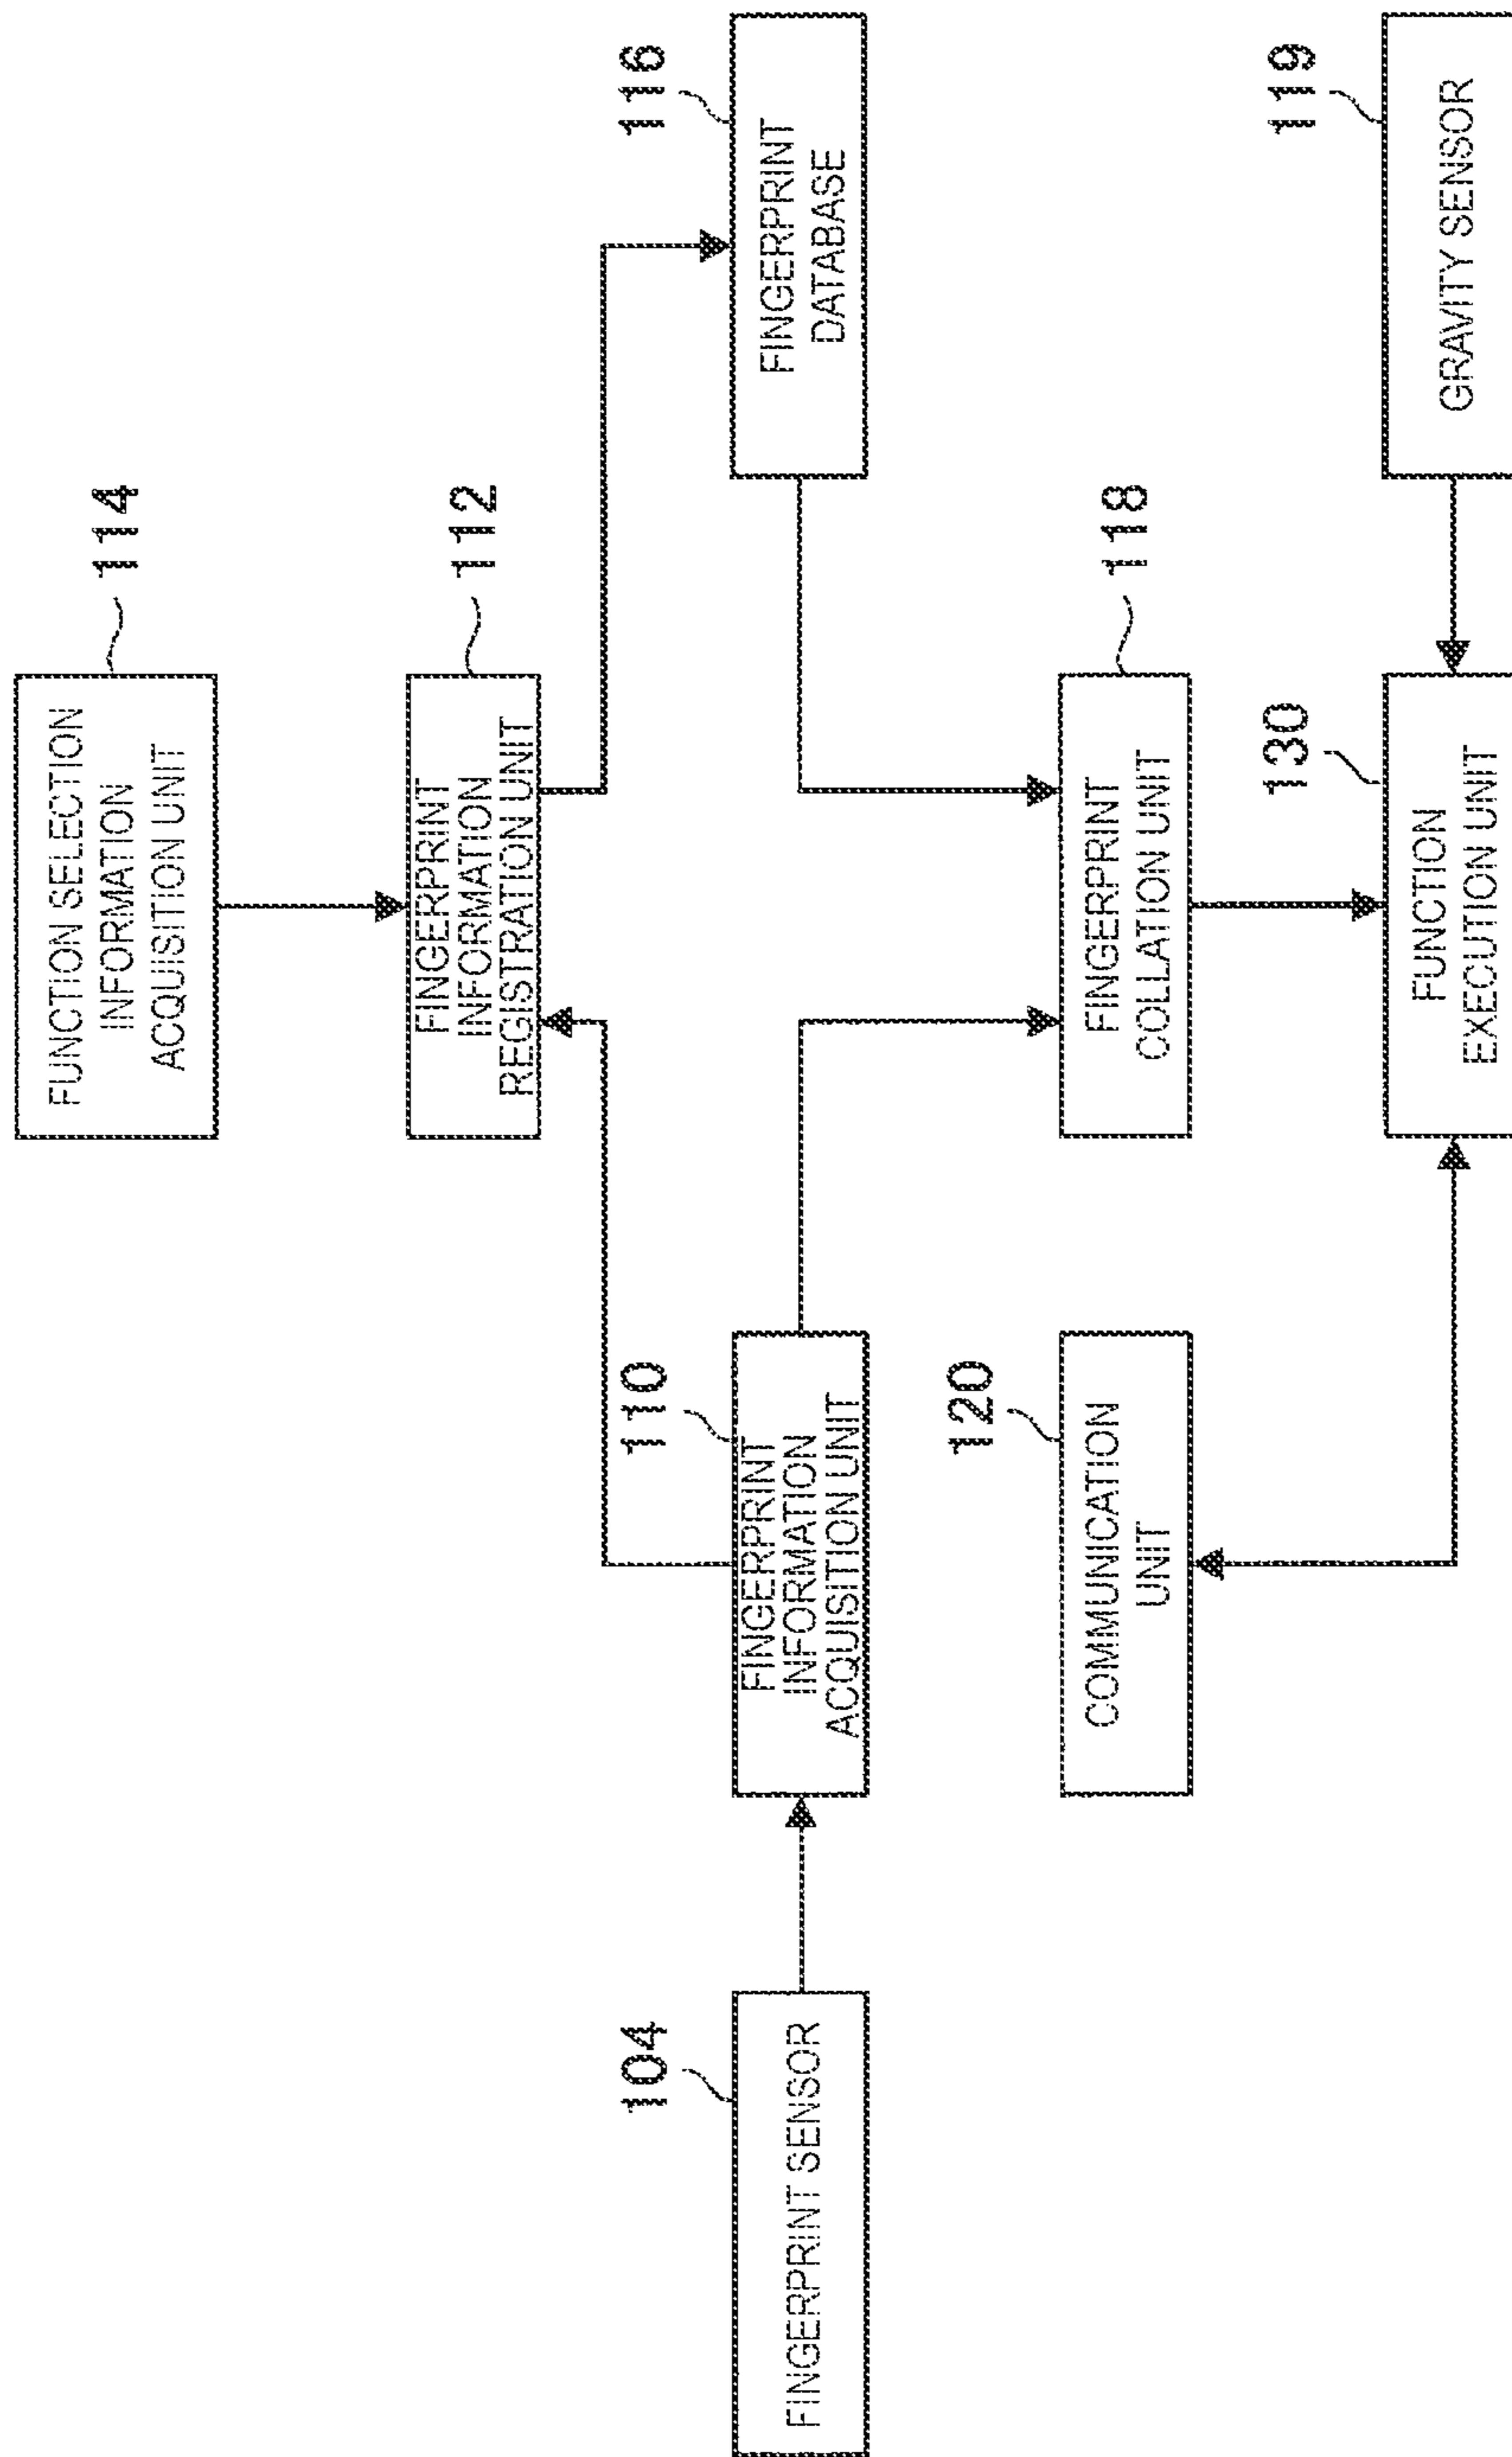 114
FUNCTION SELECTION
INFORMATION
ACQUISITION UNIT
112
FINGERPRINT
INFORMATION
REGISTRATION UNIT
104
FINGERPRINT SENSOR
110
FINGERPRINT
INFORMATION
ACQUISITION UNIT
116
FINGERPRINT
DATABASE
120
COMMUNICATION
UNIT
118
FINGERPRINT
COLLATION UNIT
130
FUNCTION
EXECUTION UNIT
119
GRAVITY SENSOR